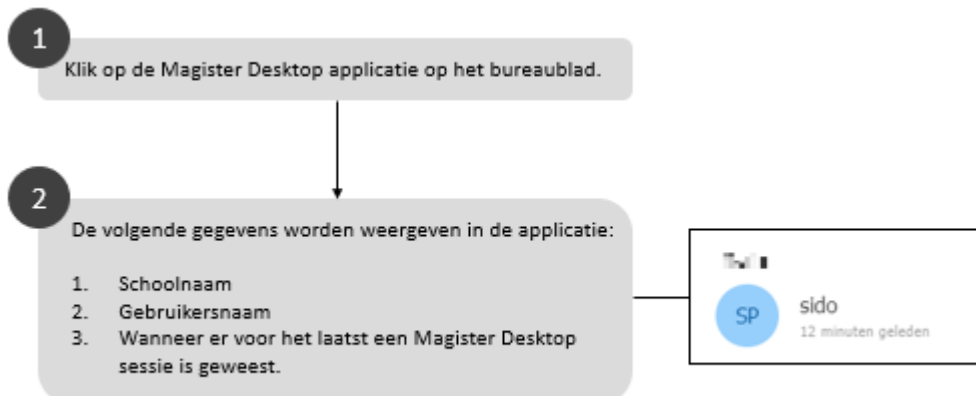 1
Klik op de Magister Desktop applicatie op het bureaublad.
2
De volgende gegevens worden weergeven in de applicatie:
1. Schoolnaam
2. Gebruikersnaam
3. Wanneer er voor het laatst een Magister Desktop
sessie is geweest.
SP
sido
12 minuten geleden